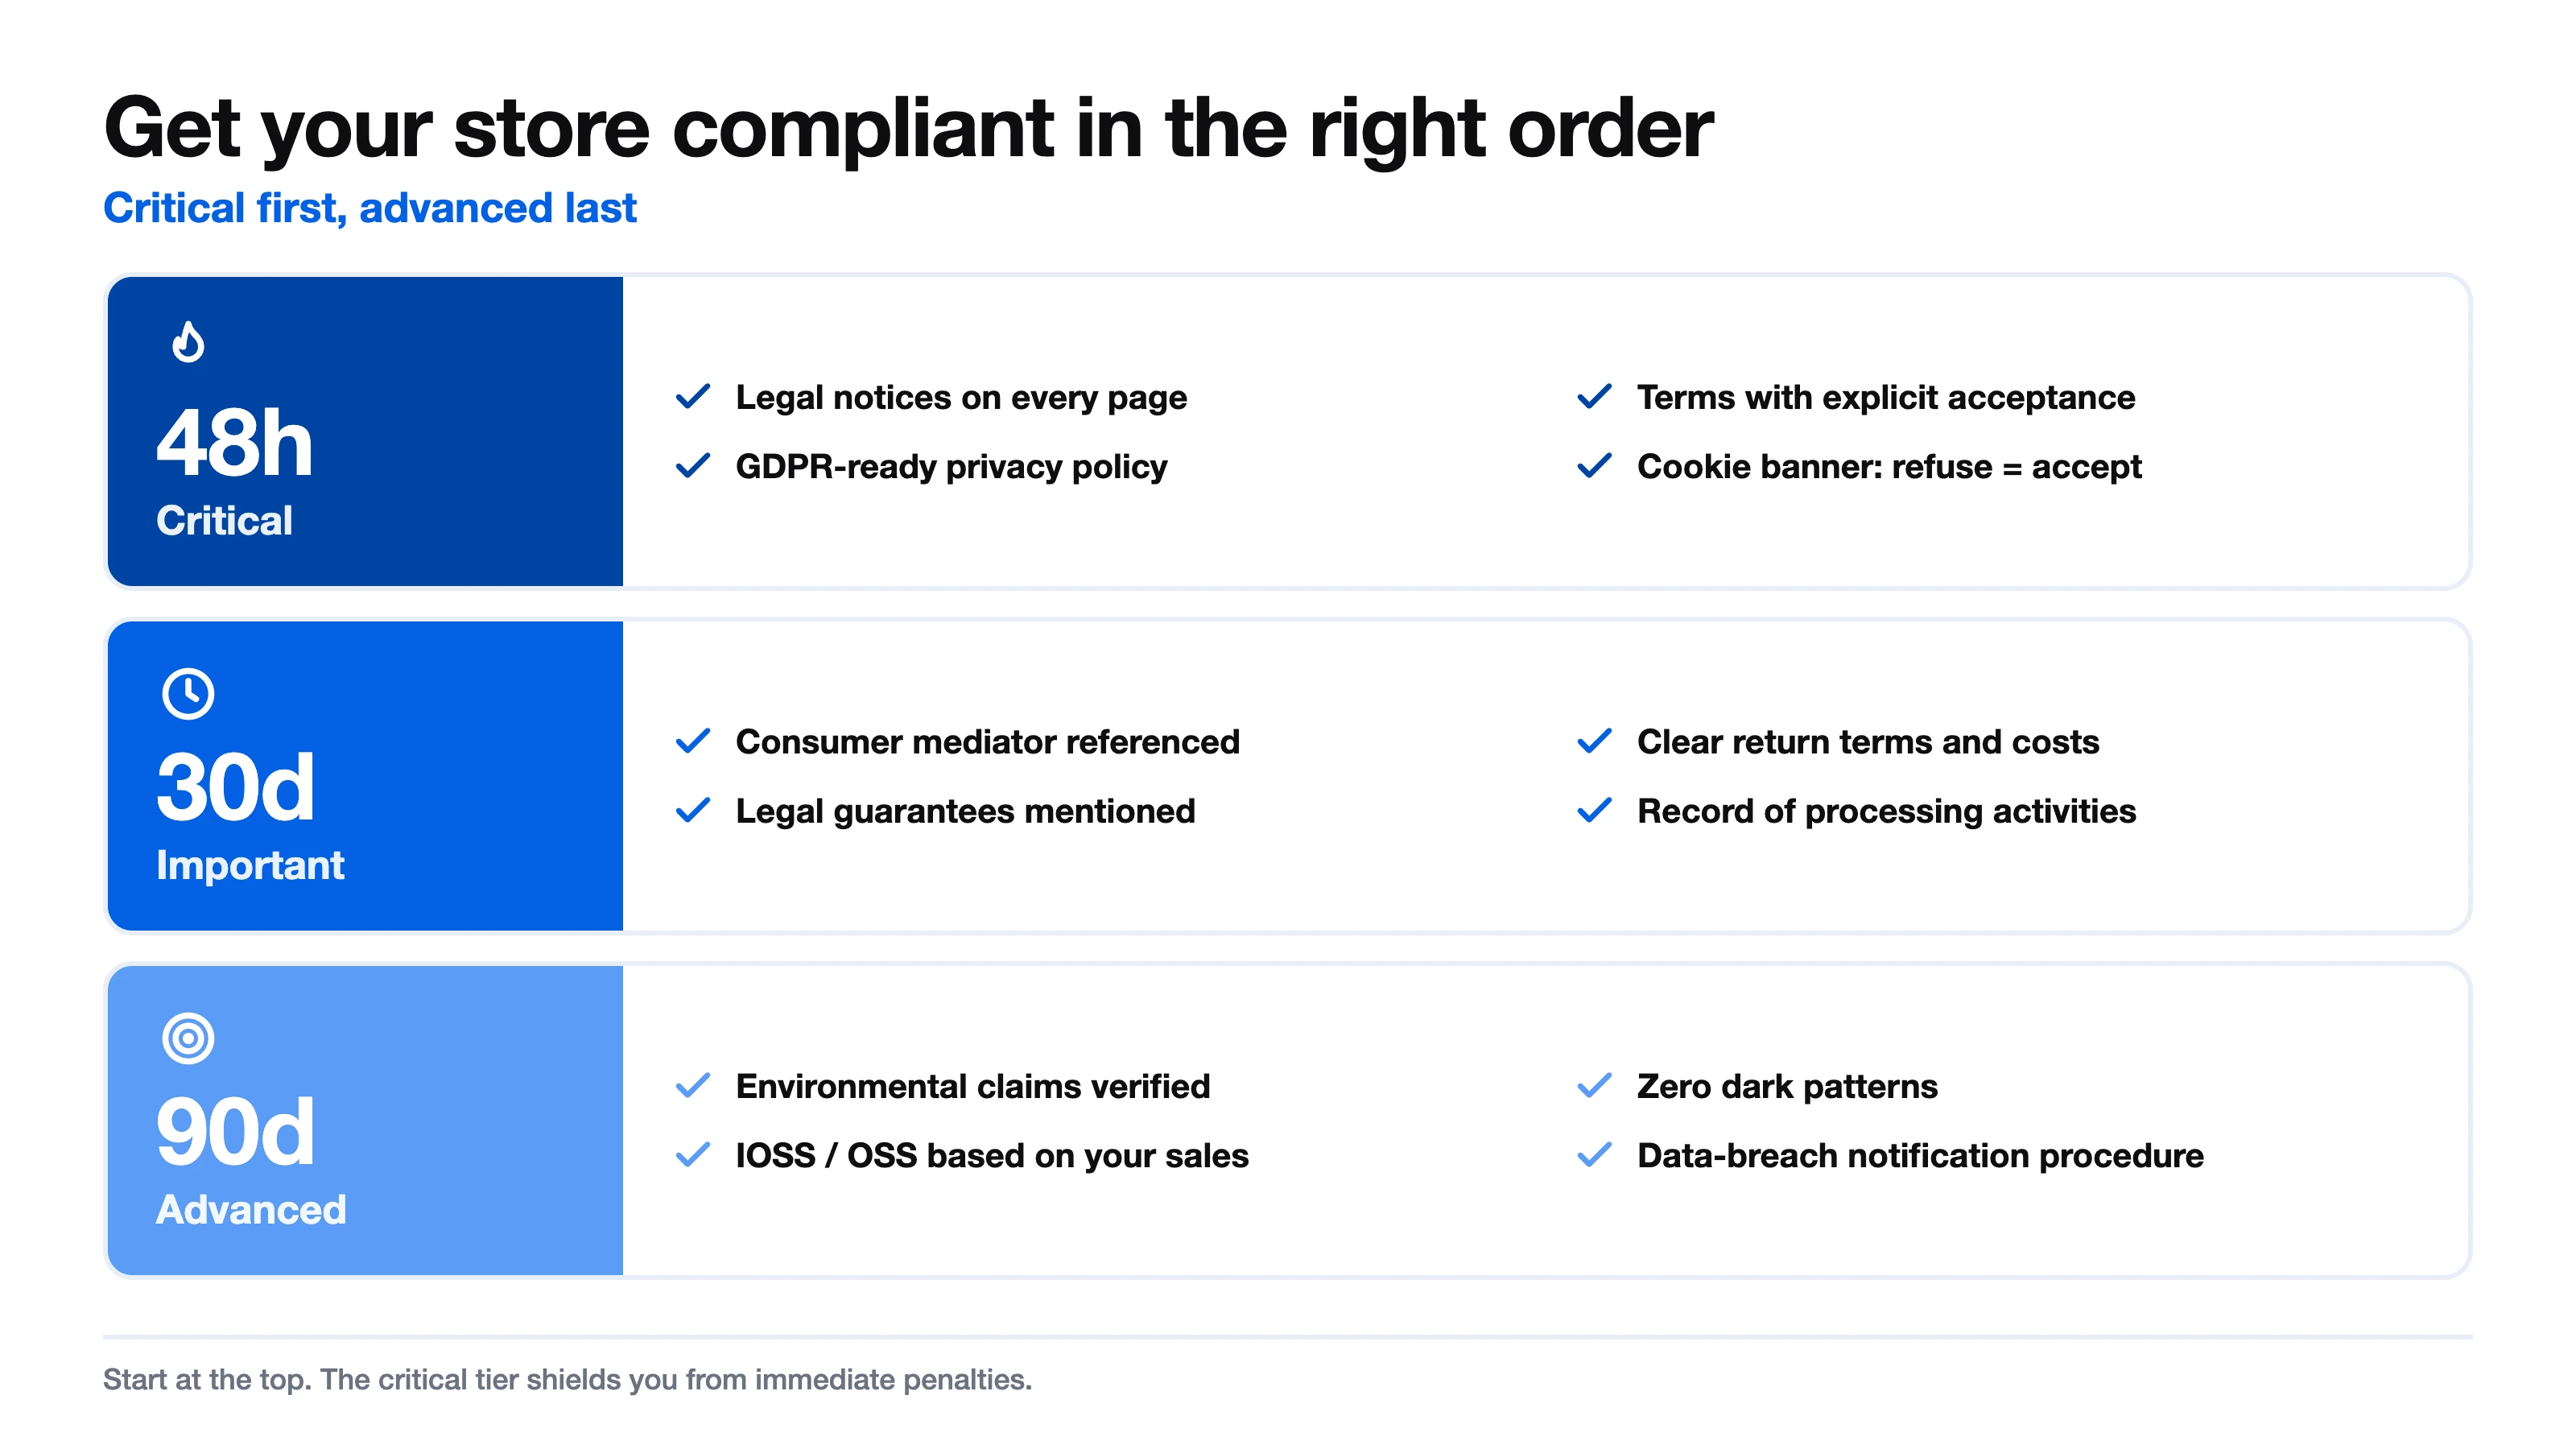 Get your store compliant in the right order
Critical first, advanced last
48h
Critical
Legal notices on every page
Terms with explicit acceptance
GDPR-ready privacy policy
Cookie banner: refuse = accept
30d
Important
Consumer mediator referenced
Clear return terms and costs
Legal guarantees mentioned
Record of processing activities
90d
Advanced
Environmental claims verified
Zero dark patterns
IOSS / OSS based on your sales
Data-breach notification procedure
Start at the top. The critical tier shields you from immediate penalties.